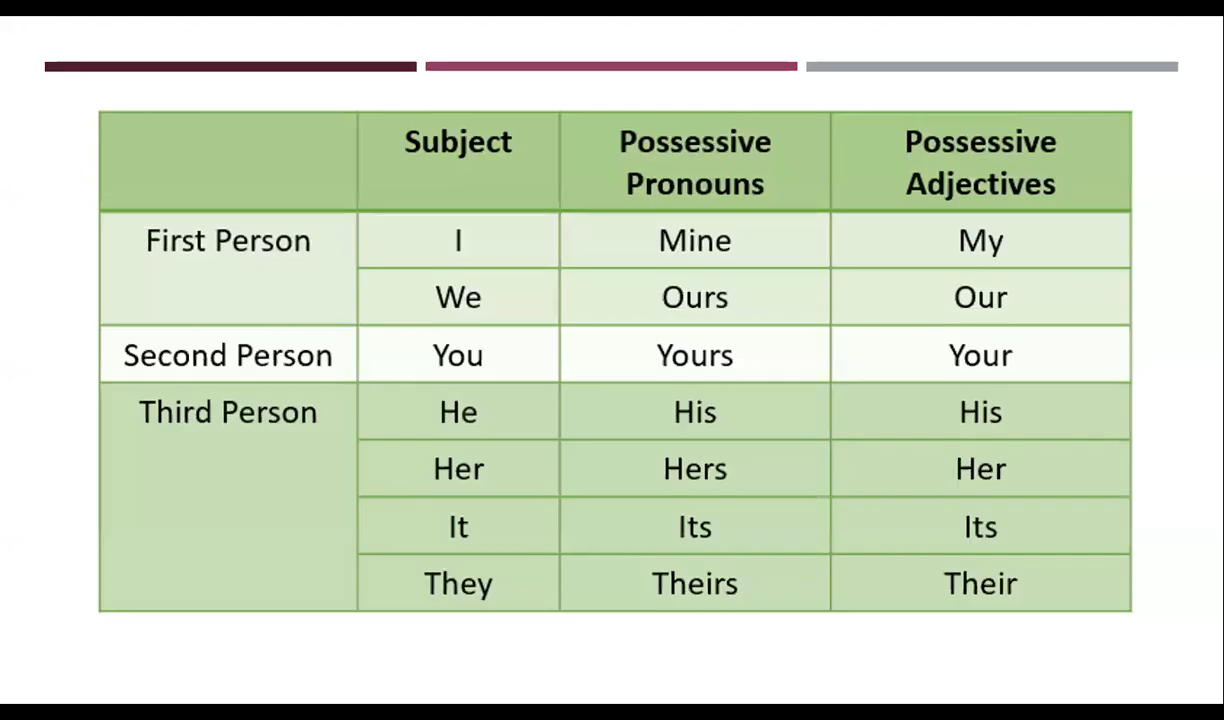 Subject Possessive Pronouns Possessive Adjectives
First Person I Mine My
We Ours Our
Second Person You Yours Your
Third Person He His His
Her Hers Her
It Its Its
They Theirs Their